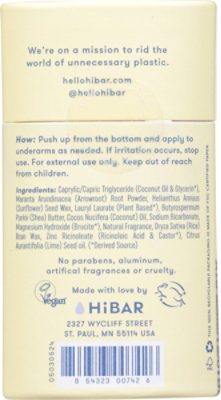 We're on a mission to rid the
world of unnecessary plastic.
hellohibar.com
@hellohibar
How: Push up from the bottom and apply to
underarms as needed. If irritation occurs, stop
use. For external use only. Keep out of reach
from children.
Ingredients: Caprylic/Capric Triglyceride (Coconut Oil & Glycerin*),
Maranta Arundinacea (Arrowroot) Root Powder, Helianthus Annuus
(Sunflower) Seed Wax, Lauryl Laurate (Plant Based*), Butyrospermum
Parkii (Shea) Butter, Cocos Nucifera (Coconut) Oil, Sodium Bicarbonate,
Magnesium Hydroxide (Brucite*), Natural Fragrance, Oryza Sativa (Rice)
Bran Wax, Zinc Ricinoleate (Ricinoleic Acid & Castor*), Citrus
Aurantifolia (Lime) Seed oil. (*Derived Source)
No parabens, aluminum,
artificial fragrances or cruelty.
Made with love by
Vegan
HiBAR
2327 WYCLIFF STREET
ST. PAUL, MN 55114 USA
05030524
8 54323 00742 6